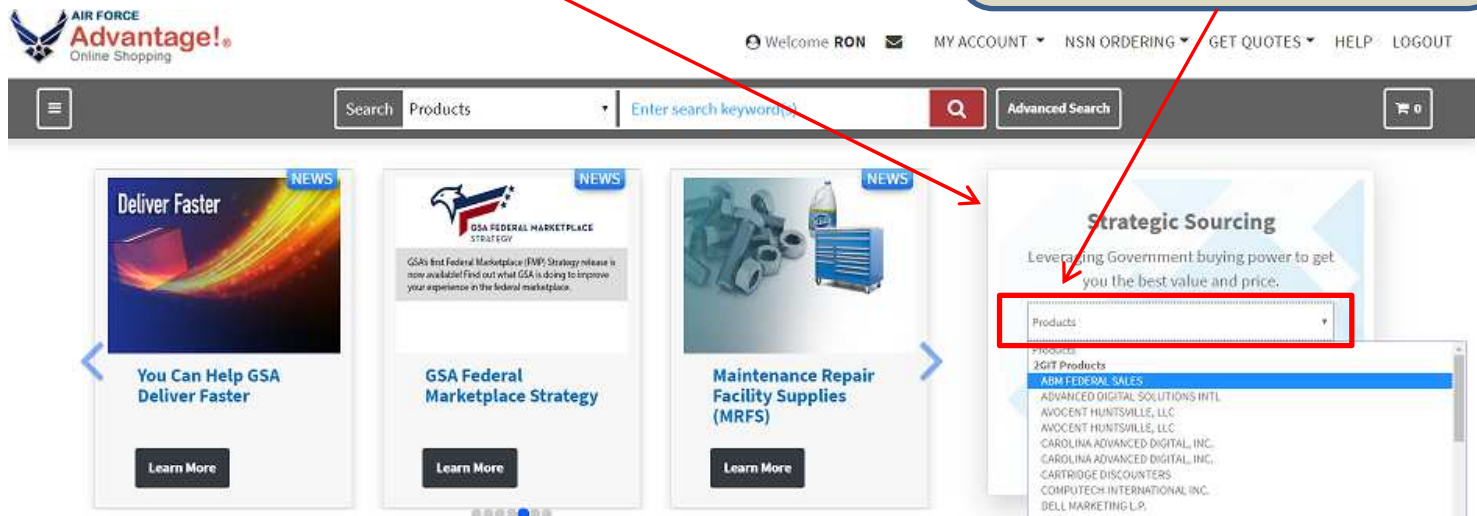 AIR FORCE
Advantage!®
Online Shopping
Welcome RON
MY ACCOUNT
NSN ORDERING
GET QUOTES
HELP
LOGOUT
Search Products
Enter search keyword(s)
Advanced Search
0
Deliver Faster
NEWS
You Can Help GSA
Deliver Faster
Learn More
NEWS
GSA FEDERAL MARKETPLACE
STRATEGY
GSA's first Federal Marketplace (FMP) Strategy release is
now available! Find out what GSA is doing to improve
your experience in the federal marketplace.
GSA Federal
Marketplace Strategy
Learn More
NEWS
Maintenance Repair
Facility Supplies
(MRFS)
Learn More
Strategic Sourcing
Leveraging Government buying power to get
you the best value and price.
Products
Products
2GIT Products
ABM FEDERAL SALES
ADVANCED DIGITAL SOLUTIONS INTL
AVOCENT HUNTSVILLE, LLC
AVOCENT HUNTSVILLE, LLC
CAROLINA ADVANCED DIGITAL, INC.
CAROLINA ADVANCED DIGITAL, INC.
CARTRIDGE DISCOUNTERS
COMPUTECH INTERNATIONAL INC.
DELL MARKETING L.P.